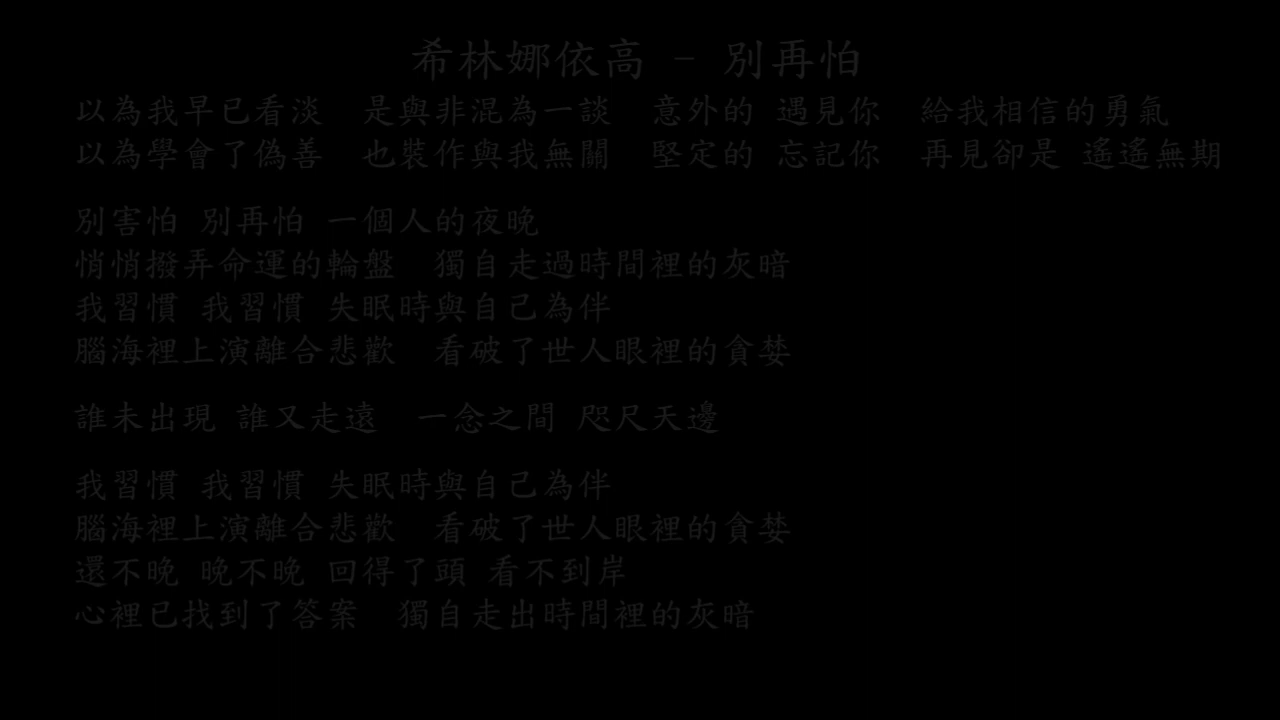 希林娜依高 - 別再怕
以為我早已看淡　是與非混為一談　意外的 遇見你　給我相信的勇氣
以為學會了偽善　也裝作與我無關　堅定的 忘記你　再見卻是 遙遙無期
別害怕 別再怕 一個人的夜晚
悄悄撥弄命運的輪盤　獨自走過時間裡的灰暗
我習慣 我習慣 失眠時與自己為伴
腦海裡上演離合悲歡　看破了世人眼裡的貪婪
誰未出現 誰又走遠　一念之間 咫尺天邊
我習慣 我習慣 失眠時與自己為伴
腦海裡上演離合悲歡　看破了世人眼裡的貪婪
還不晚 晚不晚 回得了頭 看不到岸
心裡已找到了答案　獨自走出時間裡的灰暗